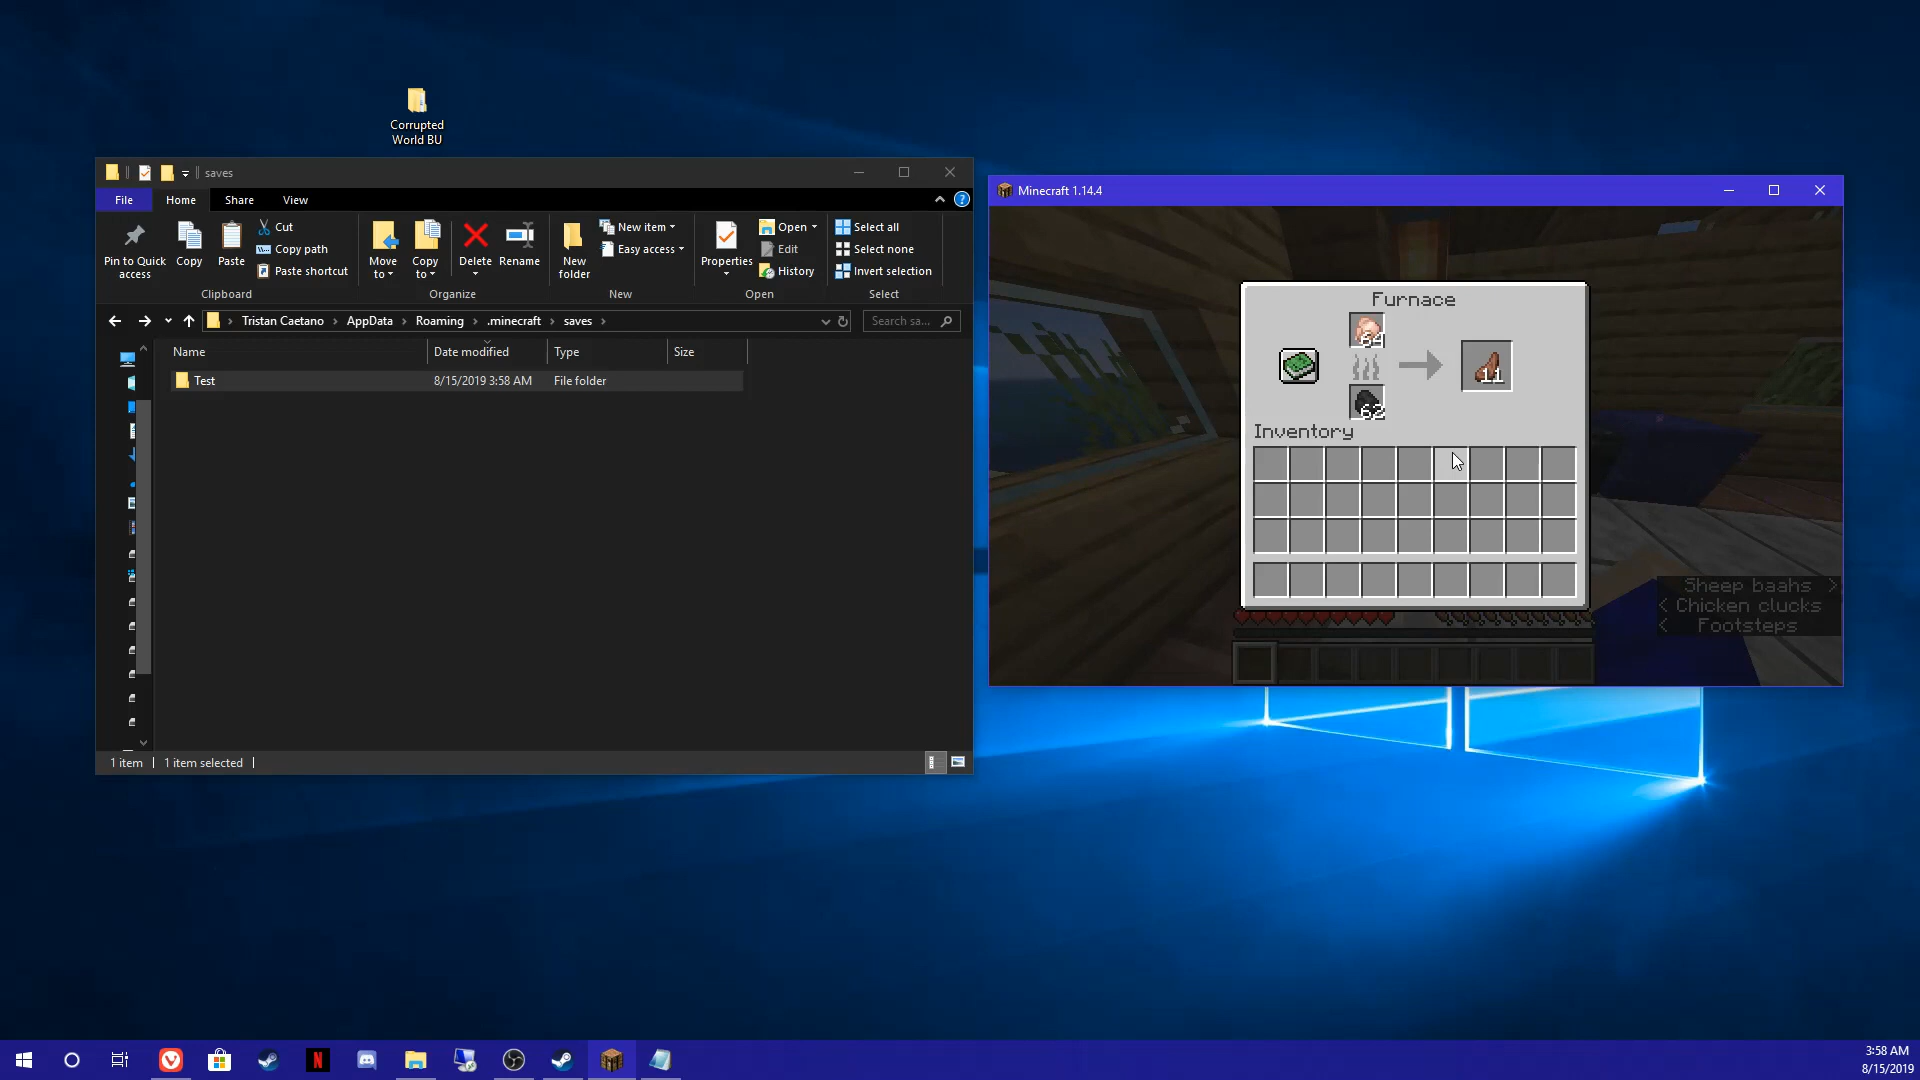 Corrupted
World BU
saves
File
Home
Share
View
Pin to Quick
access
Copy
Paste
Cut
Copy path
Paste shortcut
Move
to
Copy
to
Delete
Rename
New
folder
New item
Easy access
Properties
Open
Edit
History
Select all
Select none
Invert selection
Clipboard
Organize
New
Open
Select
Tristan Caetano > AppData > Roaming > .minecraft > saves >
Search sa...
Name
Date modified
Type
Size
Test
8/15/2019 3:58 AM
File folder
1 item
1 item selected
Minecraft 1.14.4
Furnace
64
11
62
Inventory
Sheep baahs >
< Chicken clucks
< Footsteps
N
3:58 AM
8/15/2019